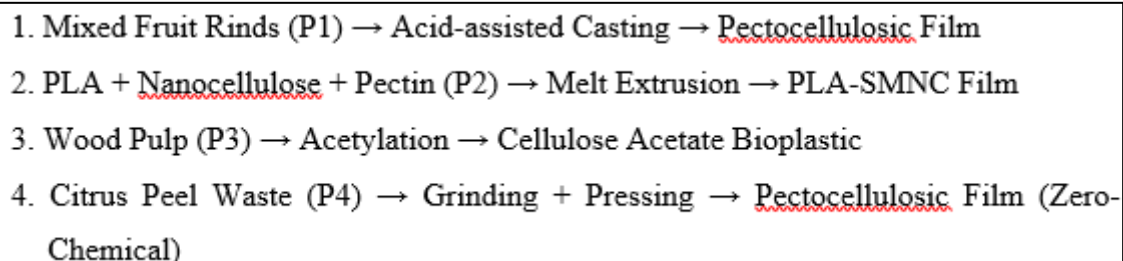 1. Mixed Fruit Rinds (P1) → Acid-assisted Casting → Pectocellulosic Film
2. PLA + Nanocellulose + Pectin (P2) → Melt Extrusion → PLA-SMNC Film
3. Wood Pulp (P3) → Acetylation → Cellulose Acetate Bioplastic
4. Citrus Peel Waste (P4) → Grinding + Pressing → Pectocellulosic Film (Zero-
Chemical)